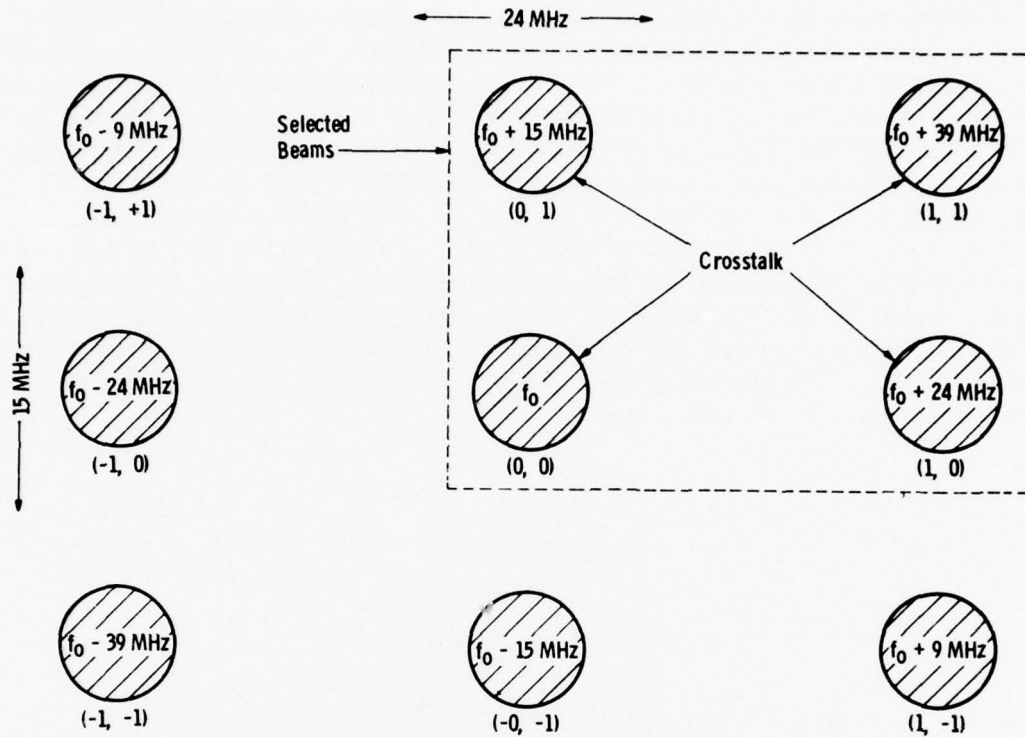 24 MHz
f0 - 9 MHz
(-1, +1)
Selected
Beams
f0 + 15 MHz
(0, 1)
f0 + 39 MHz
(1, 1)
Crosstalk
15 MHz
f0 - 24 MHz
(-1, 0)
f0
(0, 0)
f0 + 24 MHz
(1, 0)
f0 - 39 MHz
(-1, -1)
f0 - 15 MHz
(-0, -1)
f0 + 9 MHz
(1, -1)